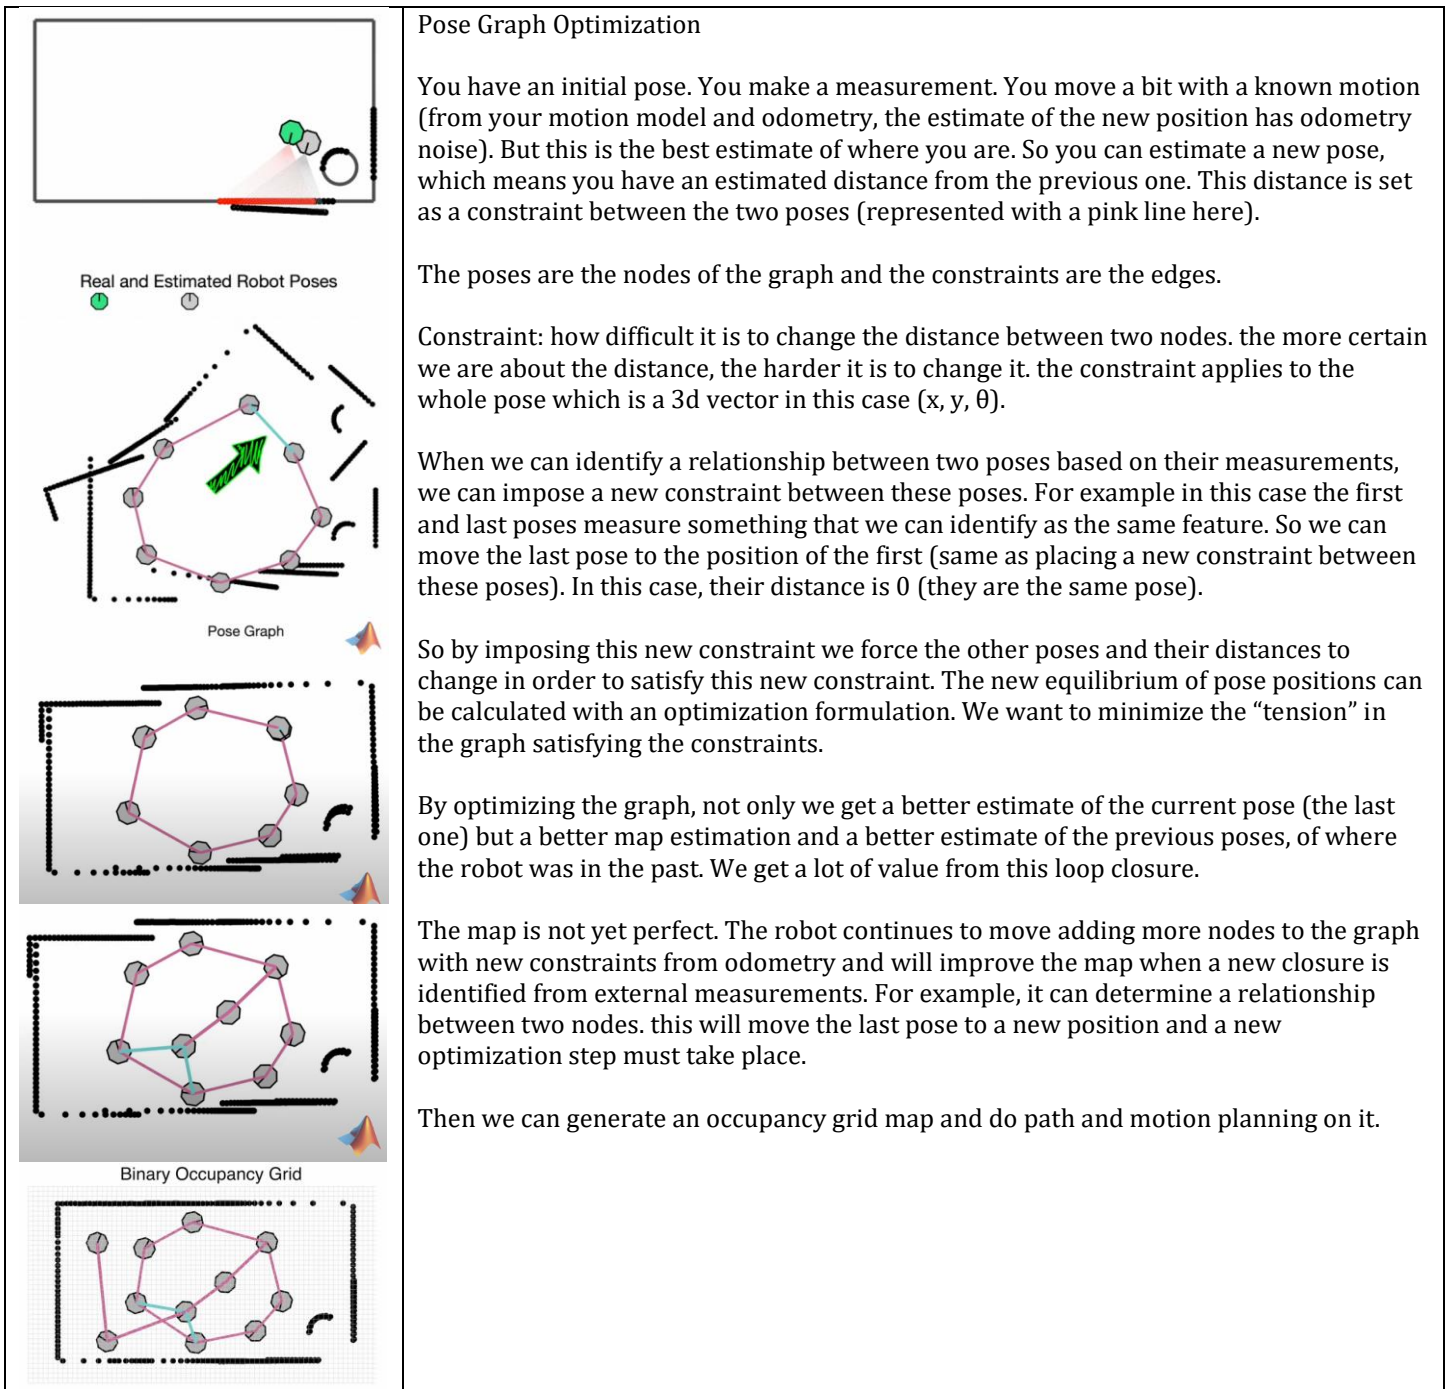 Real and Estimated Robot Poses
Pose Graph
Binary Occupancy Grid
Pose Graph Optimization
You have an initial pose. You make a measurement. You move a bit with a known motion
(from your motion model and odometry, the estimate of the new position has odometry
noise). But this is the best estimate of where you are. So you can estimate a new pose,
which means you have an estimated distance from the previous one. This distance is set
as a constraint between the two poses (represented with a pink line here).
The poses are the nodes of the graph and the constraints are the edges.
Constraint: how difficult it is to change the distance between two nodes. the more certain
we are about the distance, the harder it is to change it. the constraint applies to the
whole pose which is a 3d vector in this case (x, y, θ).
When we can identify a relationship between two poses based on their measurements,
we can impose a new constraint between these poses. For example in this case the first
and last poses measure something that we can identify as the same feature. So we can
move the last pose to the position of the first (same as placing a new constraint between
these poses). In this case, their distance is 0 (they are the same pose).
So by imposing this new constraint we force the other poses and their distances to
change in order to satisfy this new constraint. The new equilibrium of pose positions can
be calculated with an optimization formulation. We want to minimize the “tension” in
the graph satisfying the constraints.
By optimizing the graph, not only we get a better estimate of the current pose (the last
one) but a better map estimation and a better estimate of the previous poses, of where
the robot was in the past. We get a lot of value from this loop closure.
The map is not yet perfect. The robot continues to move adding more nodes to the graph
with new constraints from odometry and will improve the map when a new closure is
identified from external measurements. For example, it can determine a relationship
between two nodes. this will move the last pose to a new position and a new
optimization step must take place.
Then we can generate an occupancy grid map and do path and motion planning on it.